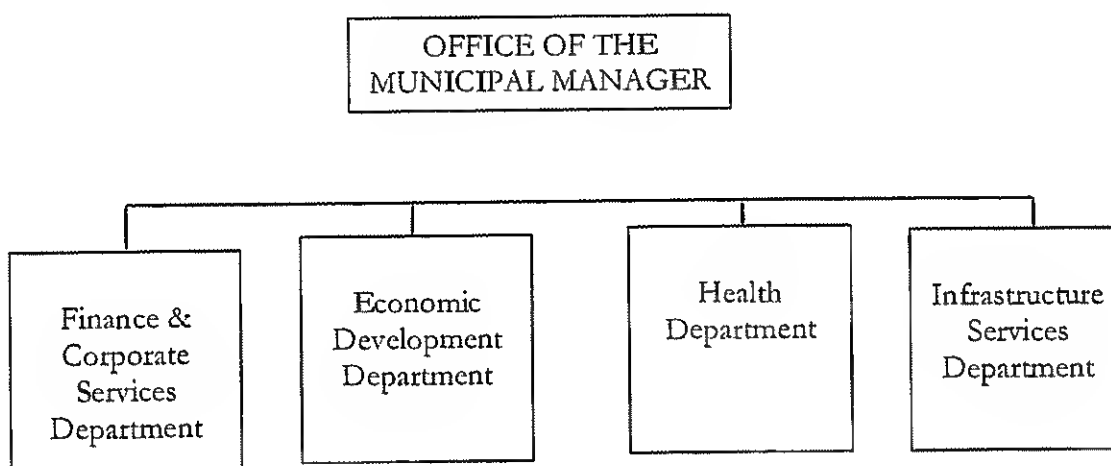 OFFICE OF THE
MUNICIPAL MANAGER
Finance &
Corporate
Services
Department
Economic
Development
Department
Health
Department
Infrastructure
Services
Department